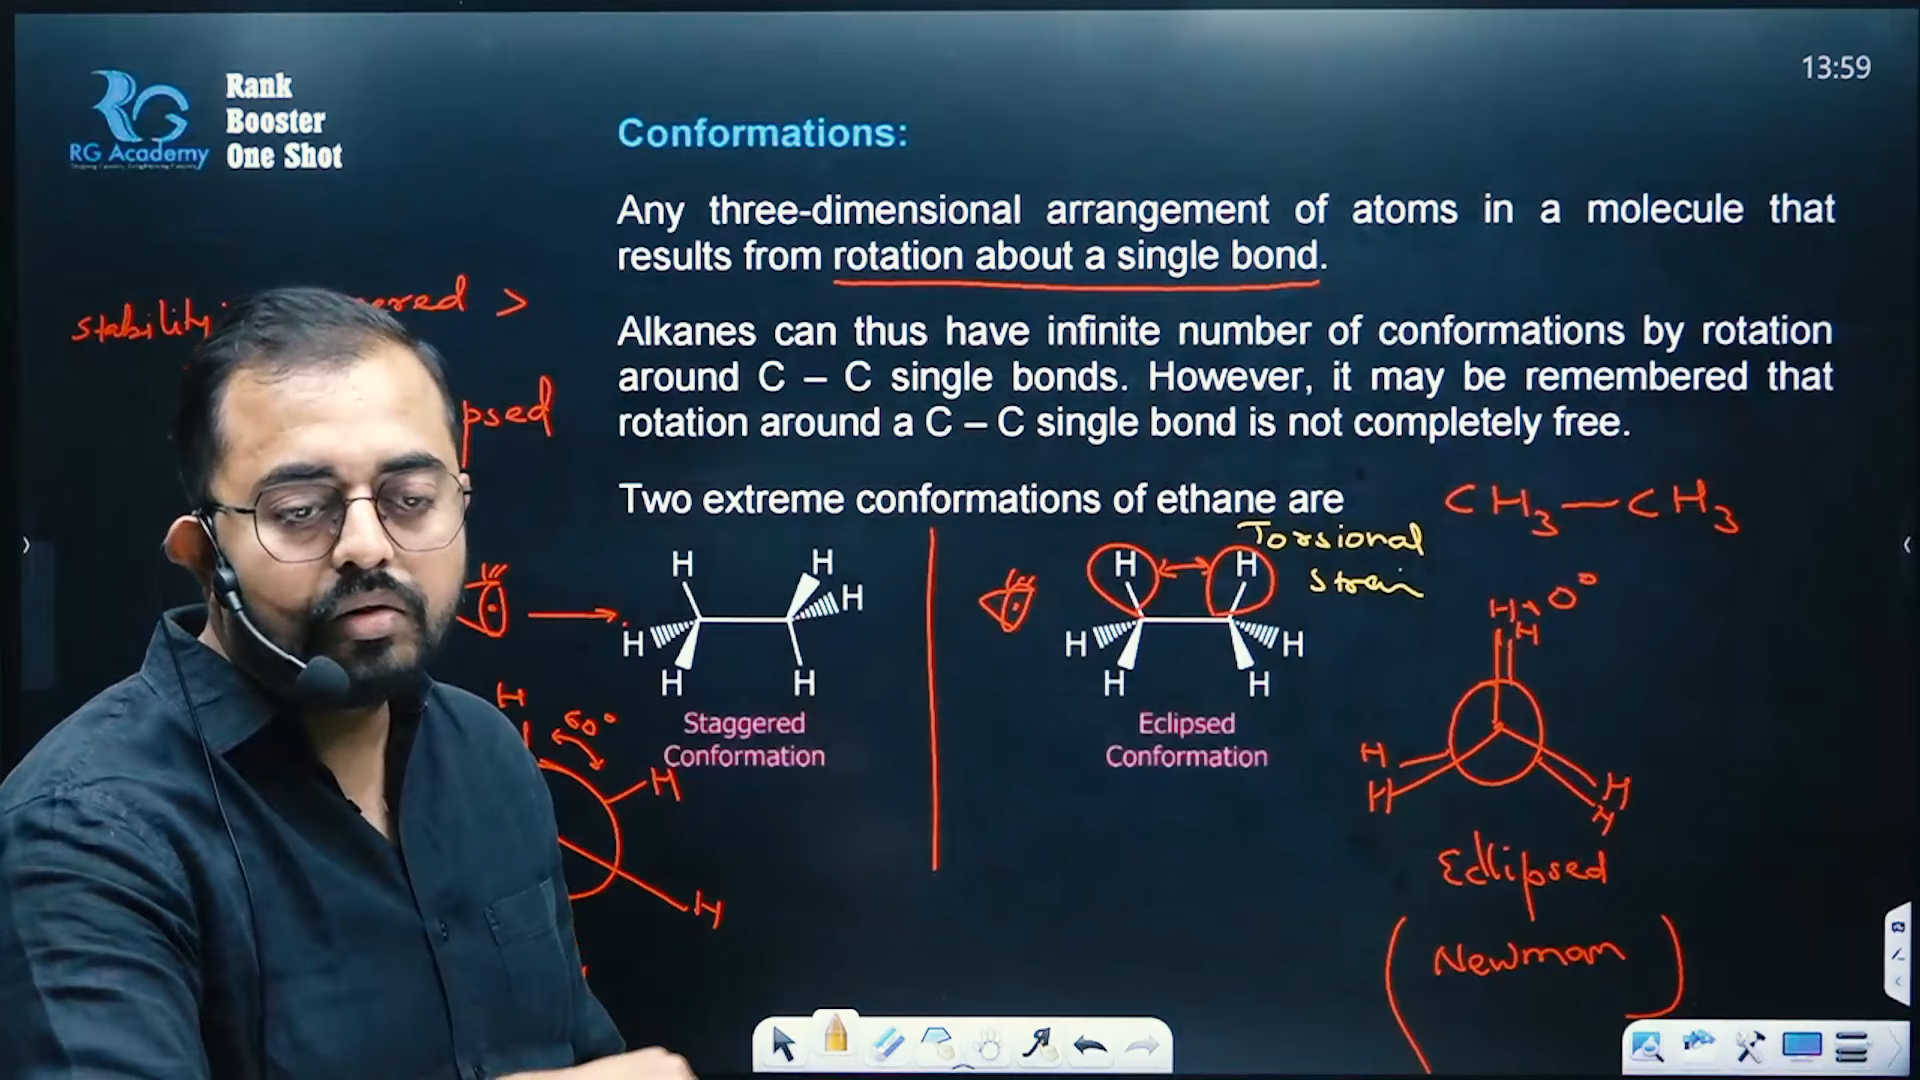 RG Academy
Rank
Booster
One Shot
13:59
Conformations:
Any three-dimensional arrangement of atoms in a molecule that
results from rotation about a single bond.
stability
>
Alkanes can thus have infinite number of conformations by rotation
around C – C single bonds. However, it may be remembered that
rotation around a C – C single bond is not completely free.
psed
Two extreme conformations of ethane are
CH3—CH3
Torsional
Strain
H H
H
H
H H
Staggered
Conformation
H H
H H
H H
Eclipsed
Conformation
H
60°
H
H
H 0°
H
H
H
H
H
Eclipsed
(Newman)